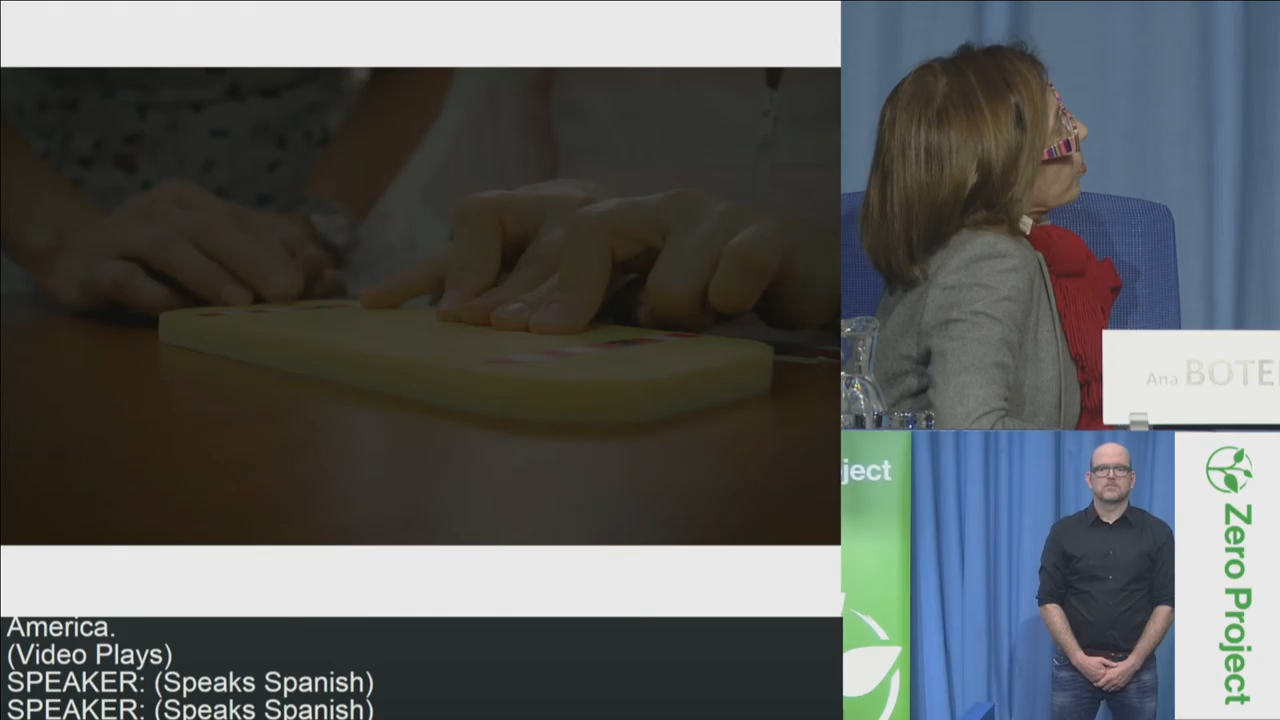 Ana BOTE
ject
Zero Project
America.
(Video Plays)
SPEAKER: (Speaks Spanish)
SPEAKER: (Speaks Spanish)